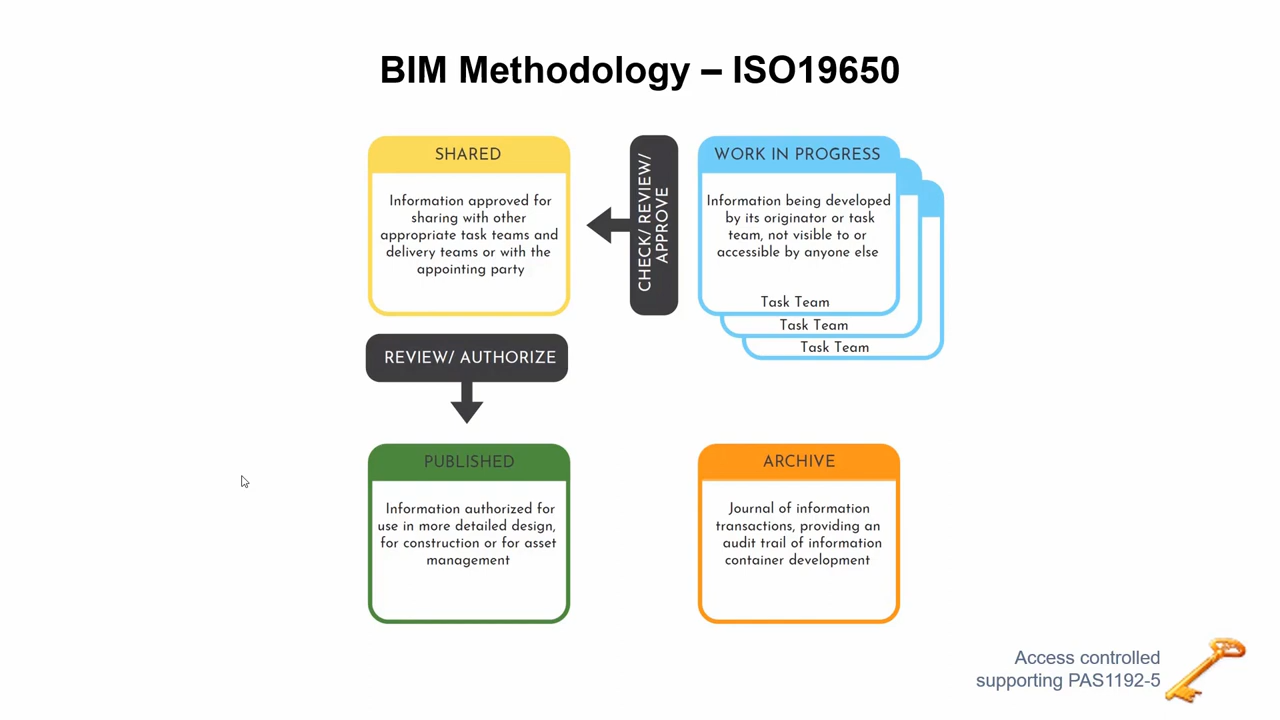 BIM Methodology – ISO19650
SHARED
Information approved for
sharing with other
appropriate task teams and
delivery teams or with the
appointing party
CHECK/ REVIEW/
APPROVE
WORK IN PROGRESS
Information being developed
by its originator or task
team, not visible to or
accessible by anyone else
Task Team
Task Team
Task Team
REVIEW/ AUTHORIZE
PUBLISHED
Information authorized for
use in more detailed design,
for construction or for asset
management
ARCHIVE
Journal of information
transactions, providing an
audit trail of information
container development
Access controlled
supporting PAS1192-5